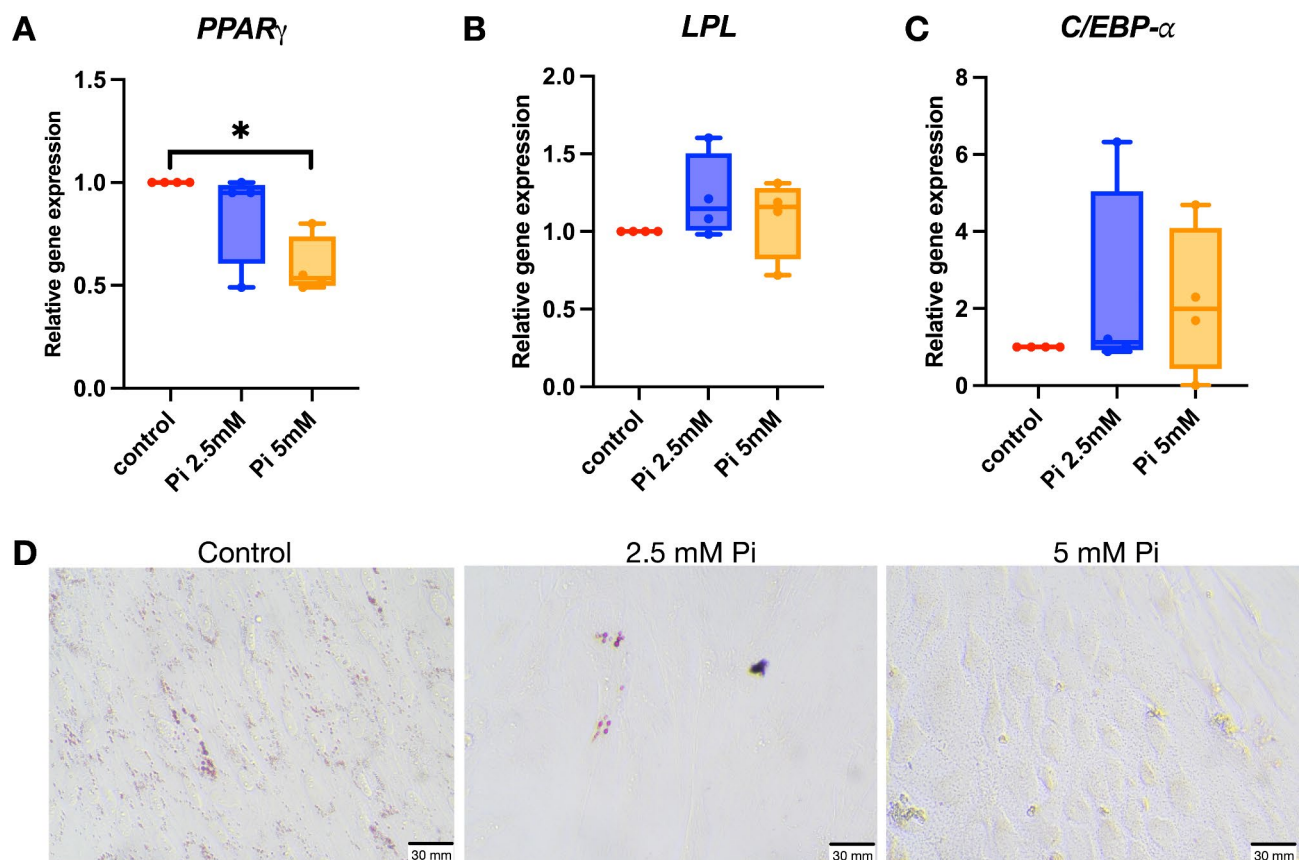 A
PPARγ
Relative gene expression
1.5
1.0
0.5
0.0
*
control
Pi 2.5mM
Pi 5mM
B
LPL
Relative gene expression
2.0
1.5
1.0
0.5
0.0
control
Pi 2.5mM
Pi 5mM
C
C/EBP-α
Relative gene expression
8
6
4
2
0
control
Pi 2.5mM
Pi 5mM
D
Control
2.5 mM Pi
5 mM Pi
30 mm
30 mm
30 mm